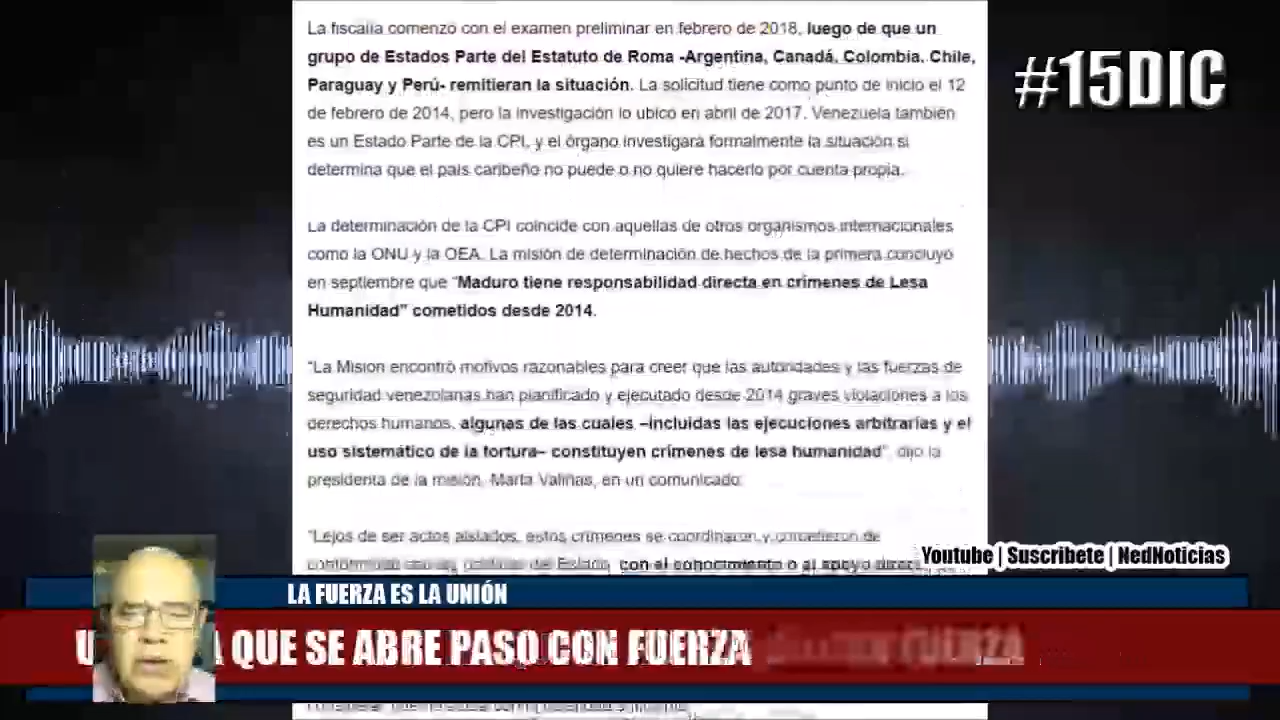 La fiscalía comenzó con el examen preliminar en febrero de 2018, luego de que un
grupo de Estados Parte del Estatuto de Roma -Argentina, Canadá, Colombia, Chile,
Paraguay y Perú- remitieran la situación. La solicitud tiene como punto de inicio el 12
de febrero de 2014, pero la investigación lo ubicó en abril de 2017. Venezuela también
es un Estado Parte de la CPI, y el órgano investigará formalmente la situación si
determina que el país caribeño no puede o no quiere hacerlo por cuenta propia.
La determinación de la CPI coincide con aquellas de otros organismos internacionales
como la ONU y la OEA. La misión de determinación de hechos de la primera concluyó
en septiembre que "Maduro tiene responsabilidad directa en crímenes de Lesa
Humanidad" cometidos desde 2014.
"La Misión encontró motivos razonables para creer que las autoridades y las fuerzas de
seguridad venezolanas han planificado y ejecutado desde 2014 graves violaciones a los
derechos humanos, algunas de las cuales –incluidas las ejecuciones arbitrarias y el
uso sistemático de la tortura– constituyen crímenes de lesa humanidad", dijo la
presidenta de la misión, Marta Valiñas, en un comunicado.
"Lejos de ser actos aislados, estos crímenes se coordinaron y cometieron de
con el conocimiento o el apoyo
#15DIC
Youtube | Suscribete | NedNoticias
LA FUERZA ES LA UNIÓN
QUE SE ABRE PASO CON FUERZA